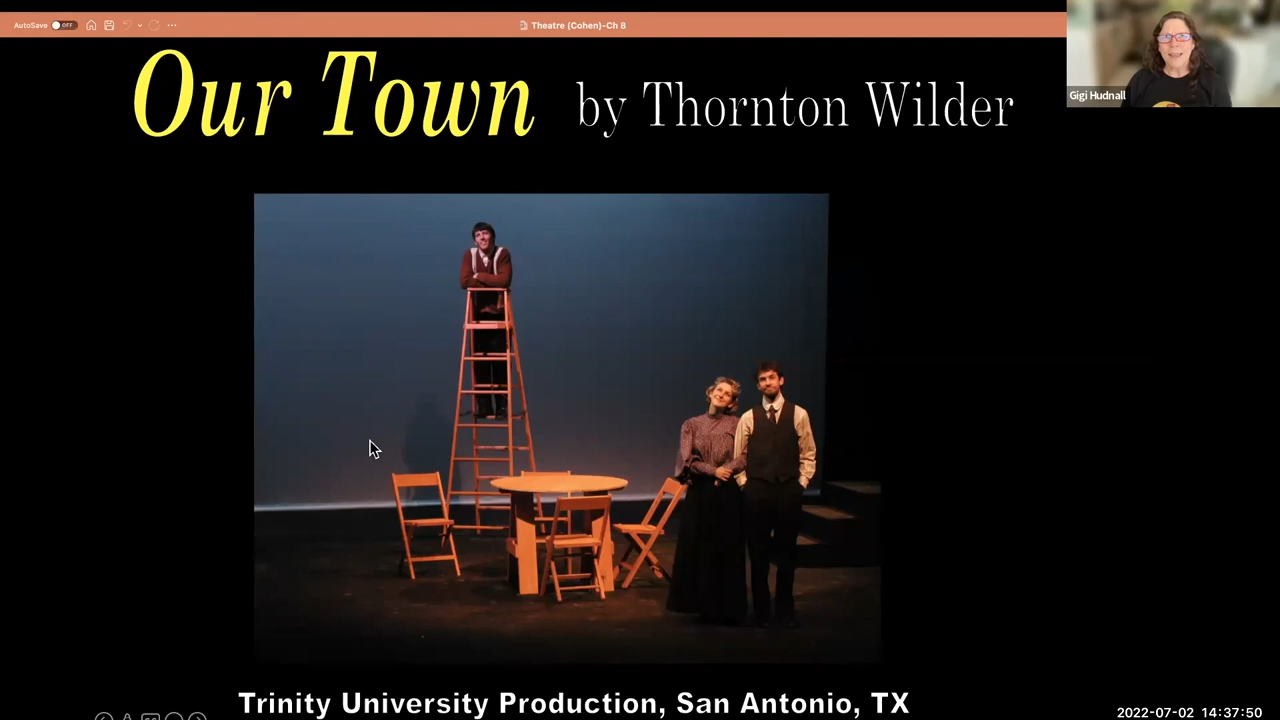 AutoSave OFF
Theatre (Cohen)-Ch 8
Our Town by Thornton Wilder
Gigi Hudnall
Trinity University Production, San Antonio, TX
2022-07-02 14:37:50